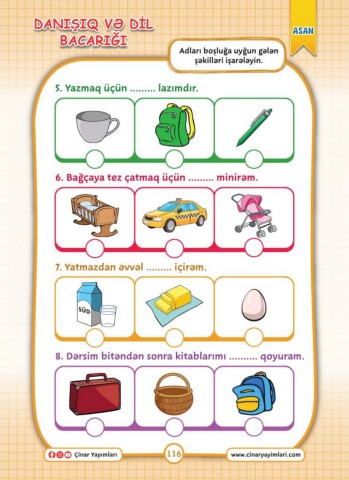 DANIŞIQ VƏ DİL
BACARIĞI
Adları boşluğa uyğun gələn
şəkilləri işarələyin.
ASAN
5. Yazmaq üçün ......... lazımdır.
6. Bağçaya tez çatmaq üçün ......... minirəm.
7. Yatmazdan əvvəl ......... içirəm.
SÜD
8. Dərsim bitəndən sonra kitablarımı .......... qoyuram.
Çinar Yayımları
116
www.cinaryayimlari.com